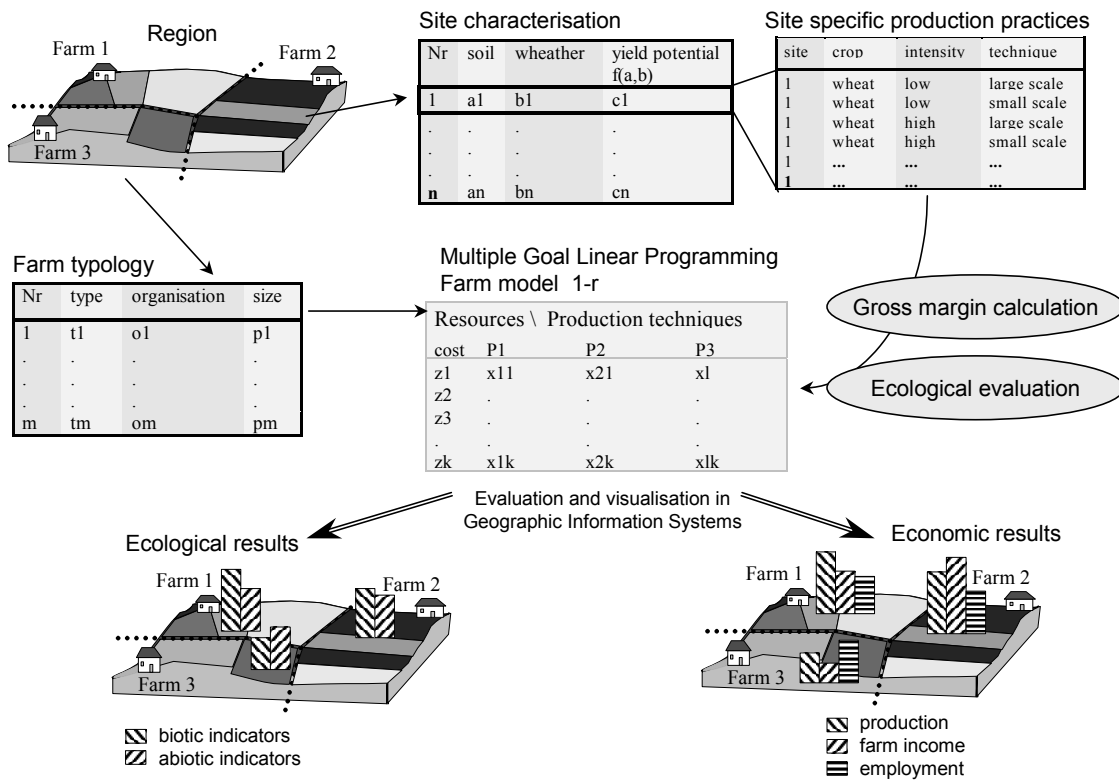 Region
Farm 1
Farm 2
Farm 3
Site characterisation
Nr soil wheather yield potential
f(a,b)
1 a1 b1 c1
. . . .
. . . .
. . . .
. . . .
n an bn cn
Site specific production practices
site crop intensity technique
1 wheat low large scale
1 wheat low small scale
1 wheat high large scale
1 wheat high small scale
1 ... ... ...
1 ... ... ...
Farm typology
Nr type organisation size
1 t1 o1 p1
. . . .
. . . .
. . . .
m tm om pm
Multiple Goal Linear Programming
Farm model 1-r
Resources \ Production techniques
cost P1 P2 P3
z1 x11 x21 xl
z2 . . .
z3 . . .
. . . .
zk x1k x2k xlk
Gross margin calculation
Ecological evaluation
Evaluation and visualisation in
Geographic Information Systems
Ecological results
Farm 1
Farm 2
Farm 3
biotic indicators
abiotic indicators
Economic results
Farm 1
Farm 2
Farm 3
production
farm income
employment